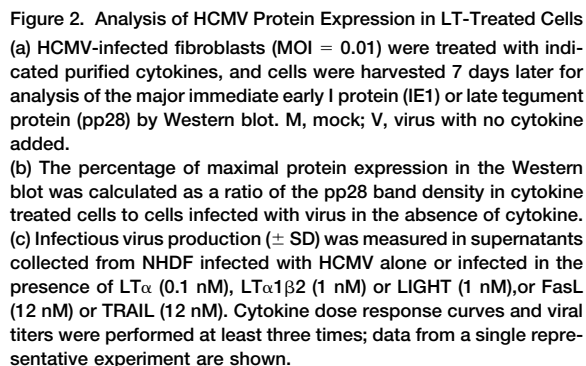 Figure 2. Analysis of HCMV Protein Expression in LT-Treated Cells
(a) HCMV-infected fibroblasts (MOI = 0.01) were treated with indi-
cated purified cytokines, and cells were harvested 7 days later for
analysis of the major immediate early I protein (IE1) or late tegument
protein (pp28) by Western blot. M, mock; V, virus with no cytokine
added.
(b) The percentage of maximal protein expression in the Western
blot was calculated as a ratio of the pp28 band density in cytokine
treated cells to cells infected with virus in the absence of cytokine.
(c) Infectious virus production (± SD) was measured in supernatants
collected from NHDF infected with HCMV alone or infected in the
presence of LTα (0.1 nM), LTα1β2 (1 nM) or LIGHT (1 nM),or FasL
(12 nM) or TRAIL (12 nM). Cytokine dose response curves and viral
titers were performed at least three times; data from a single repre-
sentative experiment are shown.